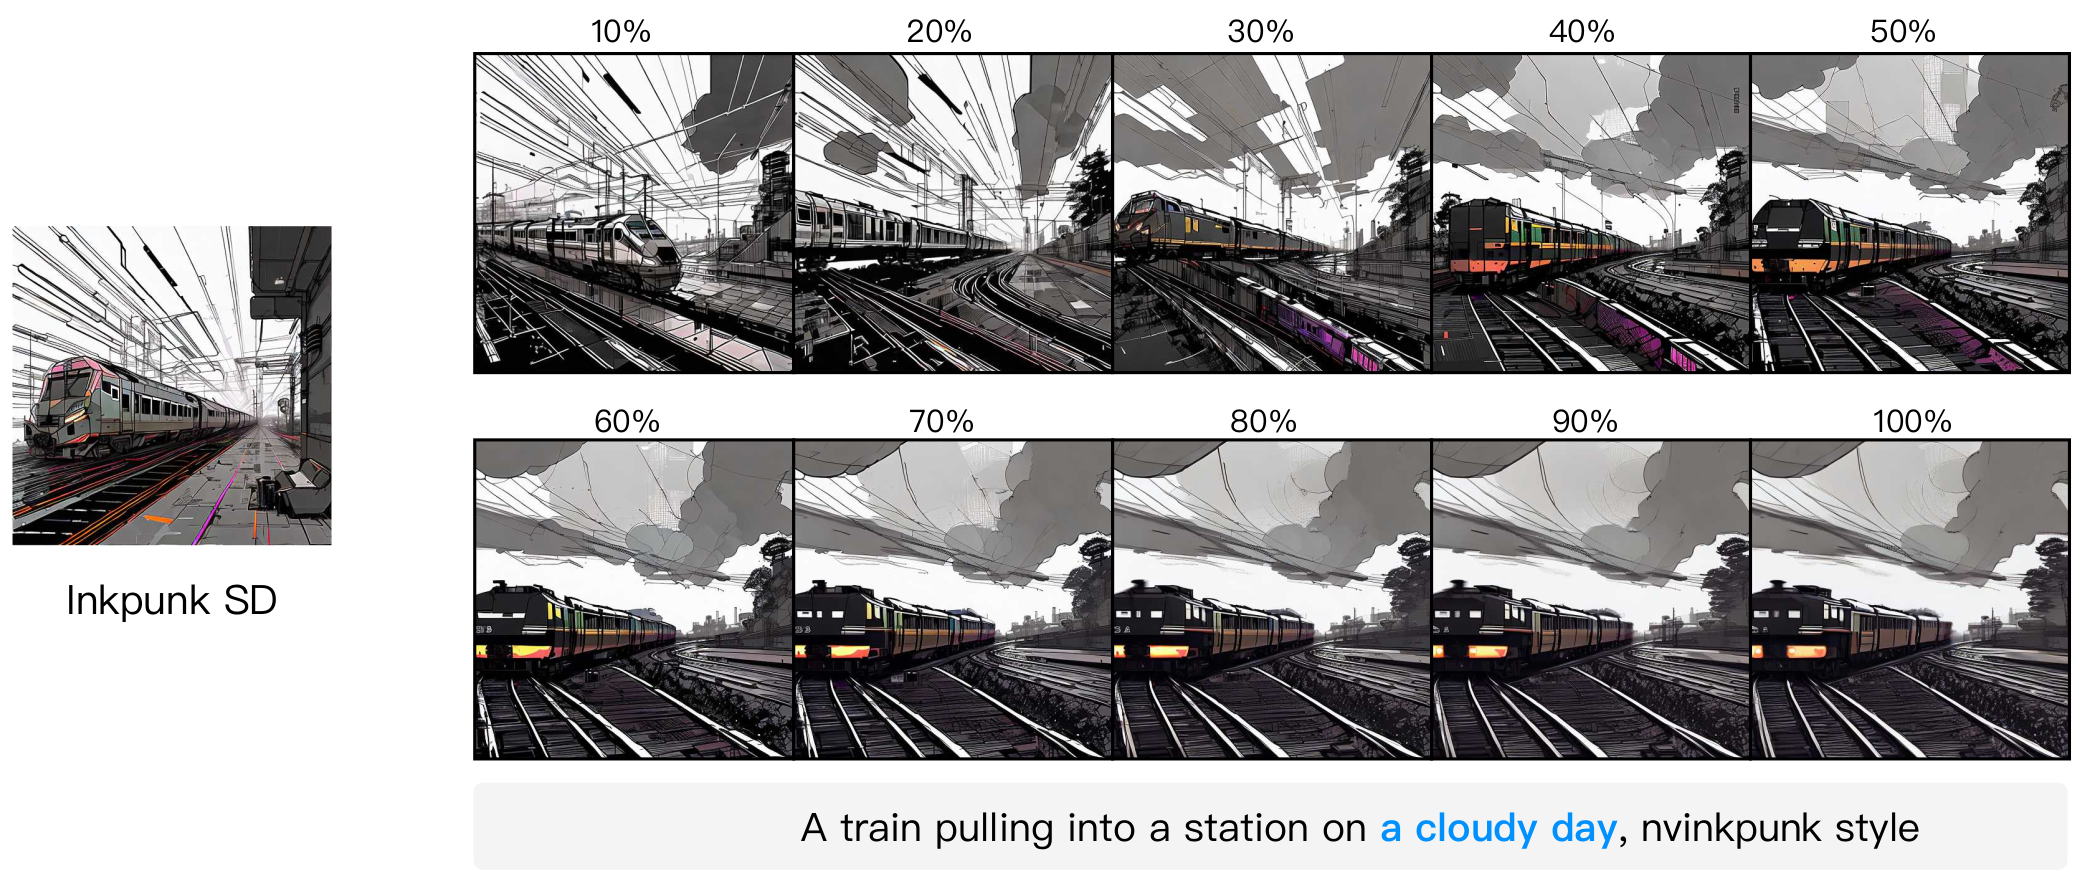 10% 20% 30% 40% 50%
Inkpunk SD
60% 70% 80% 90% 100%
A train pulling into a station on a cloudy day, nvinkpunk style